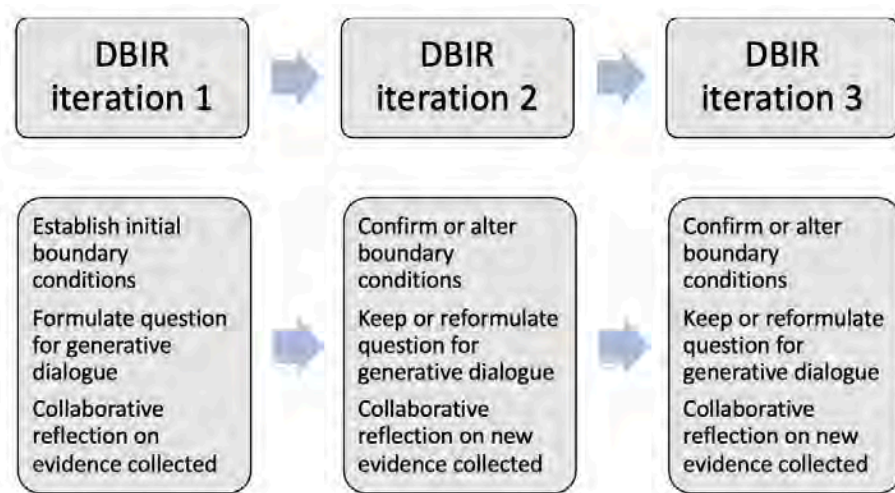 DBIR
iteration 1
DBIR
iteration 2
DBIR
iteration 3
Establish initial
boundary
conditions
Formulate question
for generative
dialogue
Collaborative
reflection on
evidence collected
Confirm or alter
boundary
conditions
Keep or reformulate
question for
generative dialogue
Collaborative
reflection on new
evidence collected
Confirm or alter
boundary
conditions
Keep or reformulate
question for
generative dialogue
Collaborative
reflection on new
evidence collected